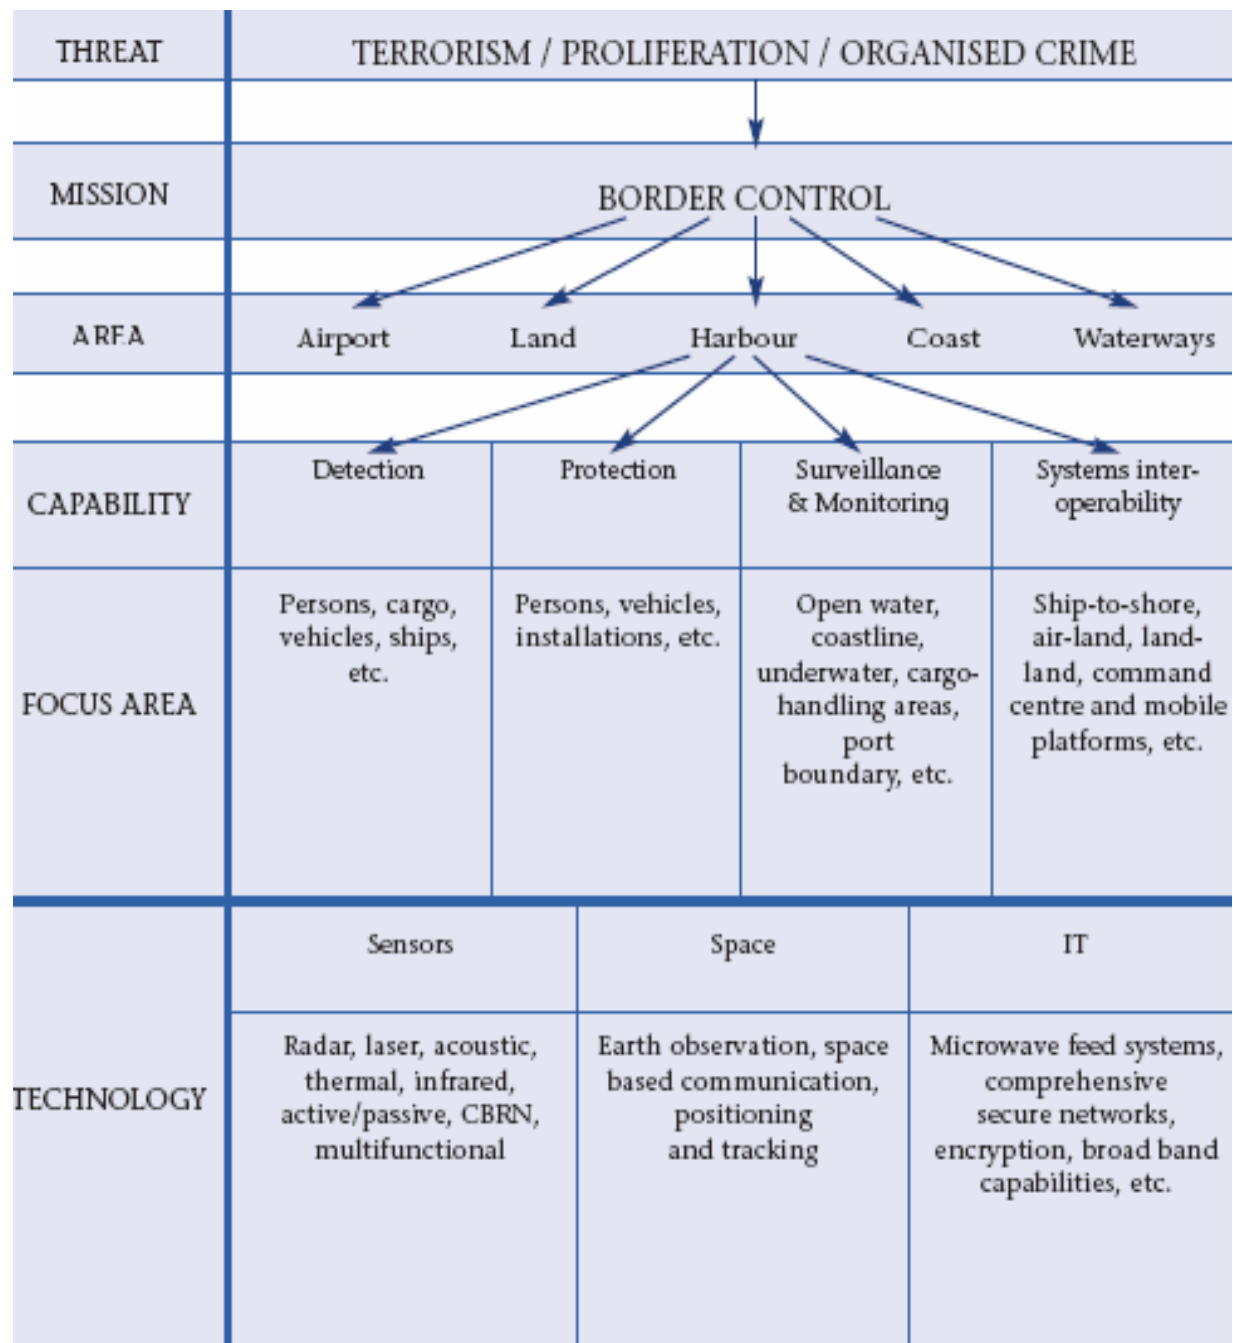 THREAT
TERRORISM / PROLIFERATION / ORGANISED CRIME
MISSION
BORDER CONTROL
AREA
Airport
Land
Harbour
Coast
Waterways
CAPABILITY
Detection
Protection
Surveillance
& Monitoring
Systems inter-
operability
FOCUS AREA
Persons, cargo,
vehicles, ships,
etc.
Persons, vehicles,
installations, etc.
Open water,
coastline,
underwater, cargo-
handling areas,
port
boundary, etc.
Ship-to-shore,
air-land, land-
land, command
centre and mobile
platforms, etc.
TECHNOLOGY
Sensors
Space
IT
Radar, laser, acoustic,
thermal, infrared,
active/passive, CBRN,
multifunctional
Earth observation, space
based communication,
positioning
and tracking
Microwave feed systems,
comprehensive
secure networks,
encryption, broad band
capabilities, etc.